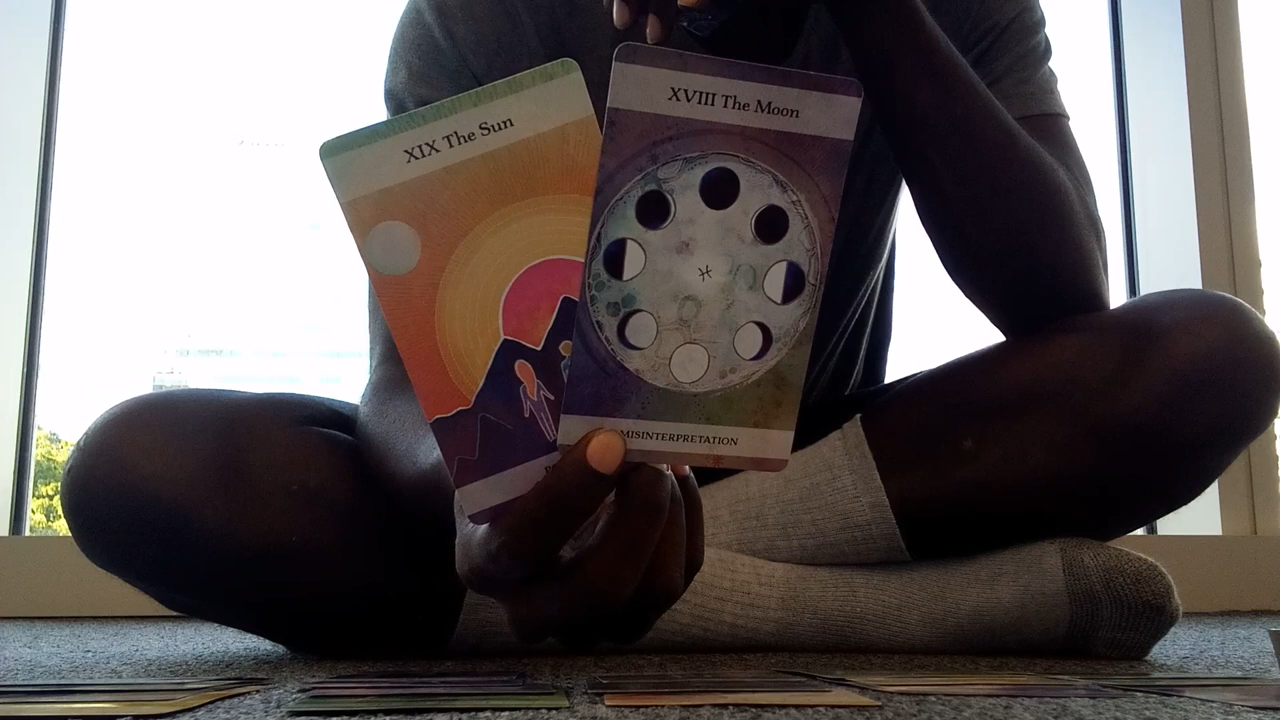 XIX The Sun
XVIII The Moon
MISINTERPRETATION